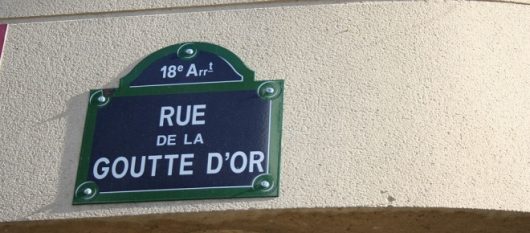 18e Arrt
RUE
DE LA
GOUTTE D'OR